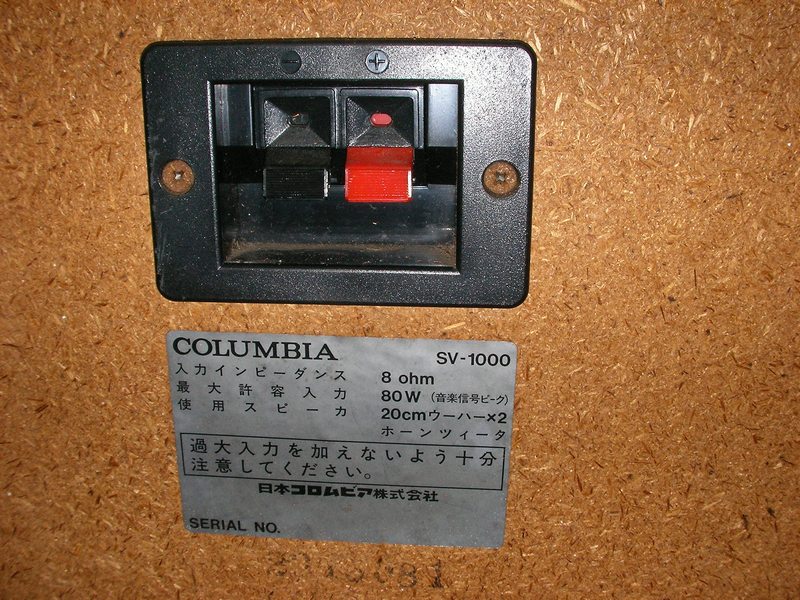 − +
COLUMBIA SV-1000
入力インピーダンス 8 ohm
最大許容入力 80W (音楽信号ピーク)
使用スピーカ 20cmウーハー×2
ホーンツィータ
過大入力を加えないよう十分
注意してください。
日本コロムビア株式会社
SERIAL NO.